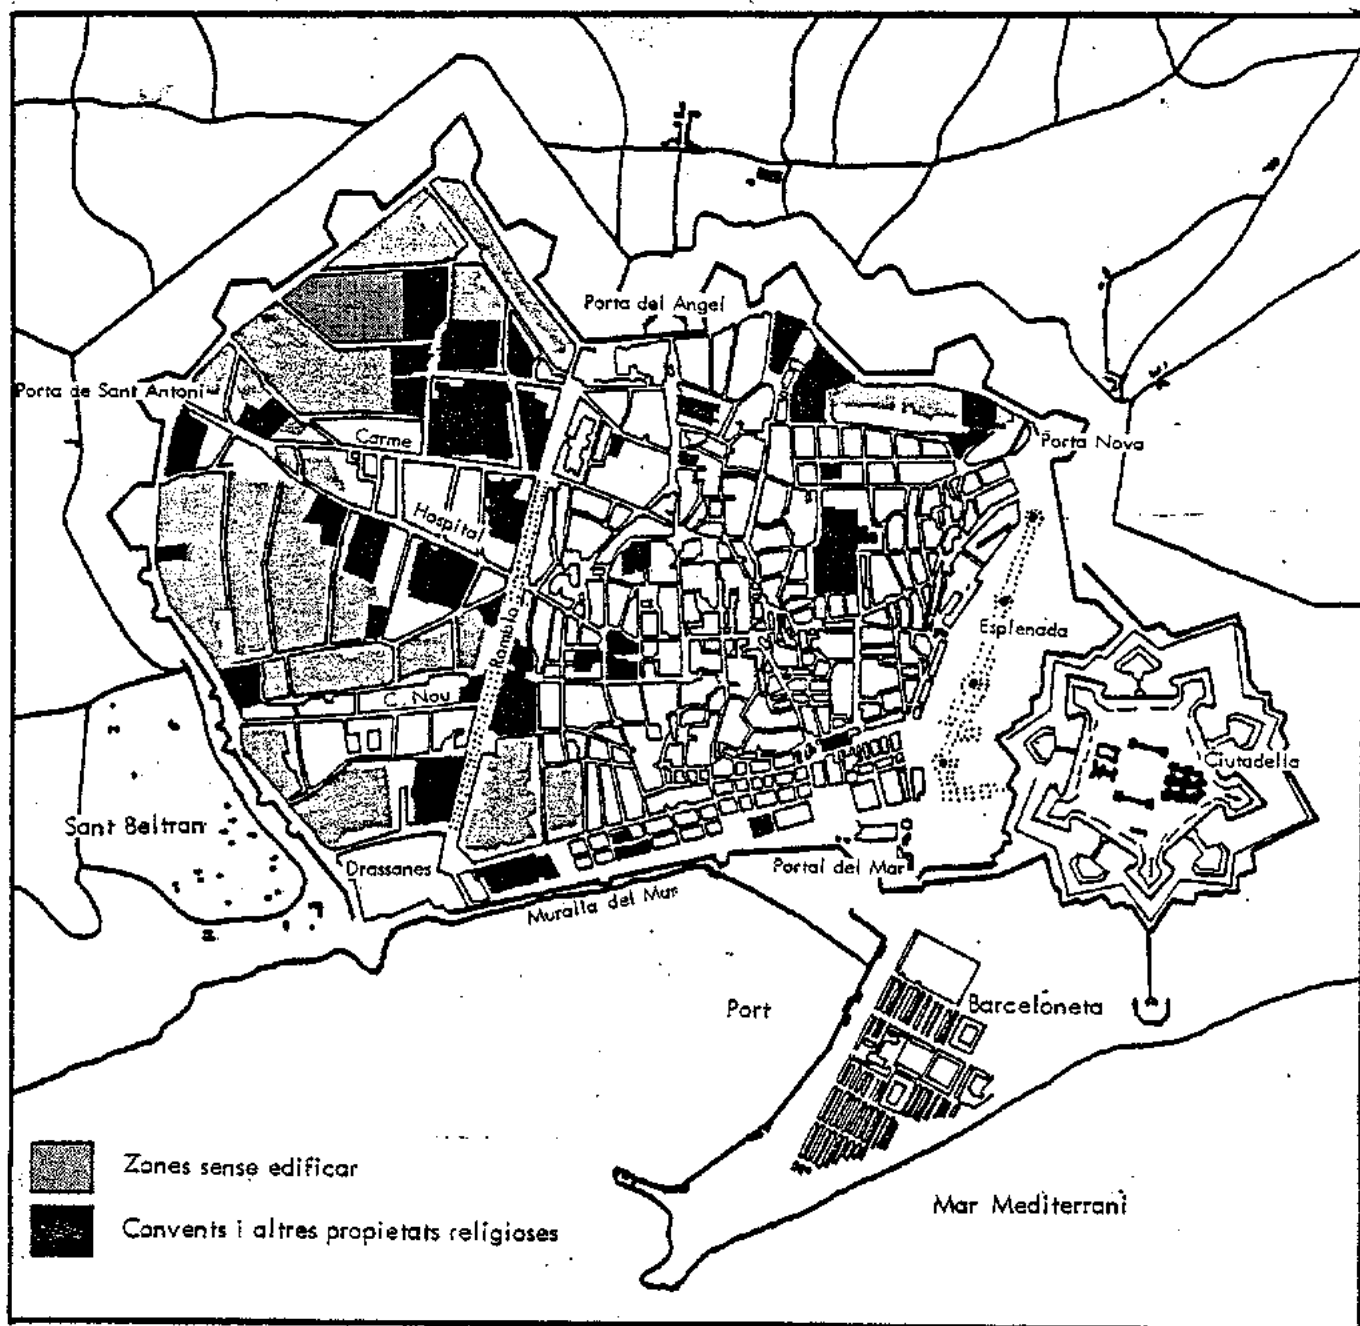 Porta del Angel
Porta de Sant Antoni
Carme
Porta Nova
Hospital
Rambla
Esplenada
C. Nou
Ciutadella
Sant Beltran
Drassanes
Portal del Mar
Muralla del Mar
Port
Barceloneta
Zones sense edificar
Mar Mediterrani
Convents i altres propietats religioses